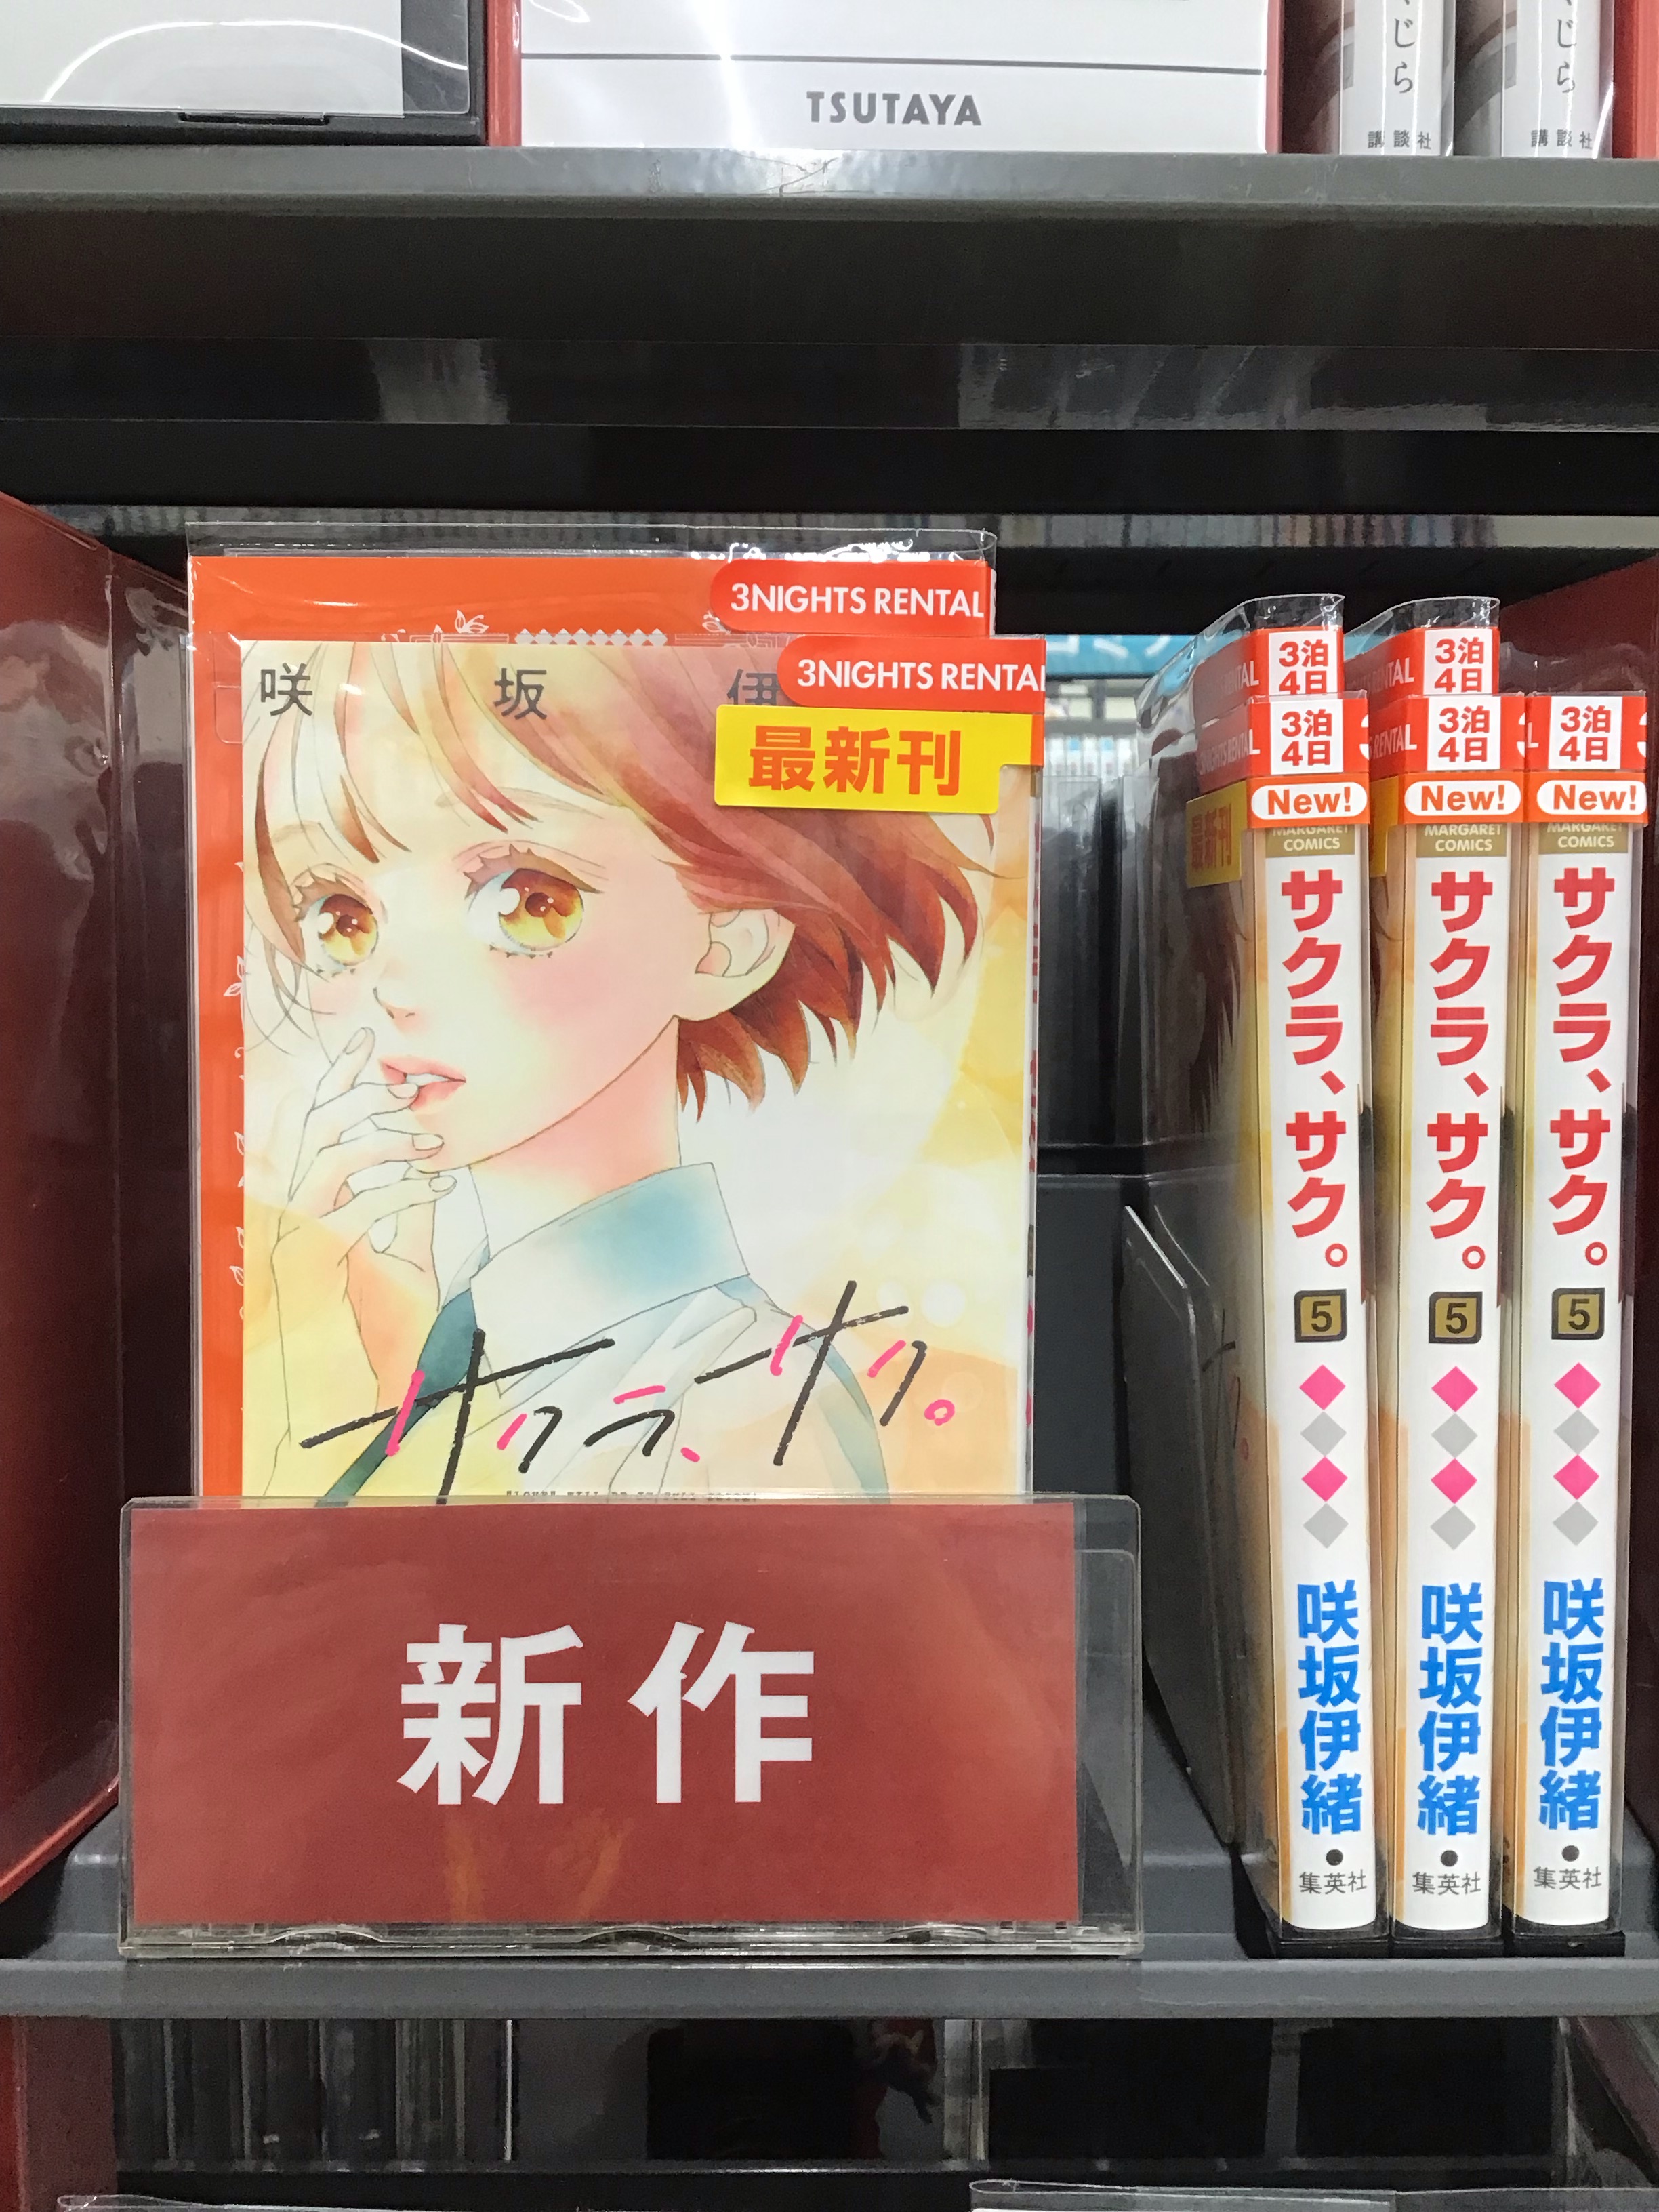 TSUTAYA
じら
講談社
じら
講談社
3NIGHTS RENTAL
3NIGHTS RENTAL
咲 坂 伊
最新刊
サクラ、サク。
新作
3泊
4日
3泊
4日
New!
MARGARET
COMICS
サクラ、サク。
5
咲坂伊緒
集英社
3泊
4日
3泊
4日
New!
MARGARET
COMICS
サクラ、サク。
5
咲坂伊緒
集英社
3泊
4日
New!
MARGARET
COMICS
サクラ、サク。
5
咲坂伊緒
集英社